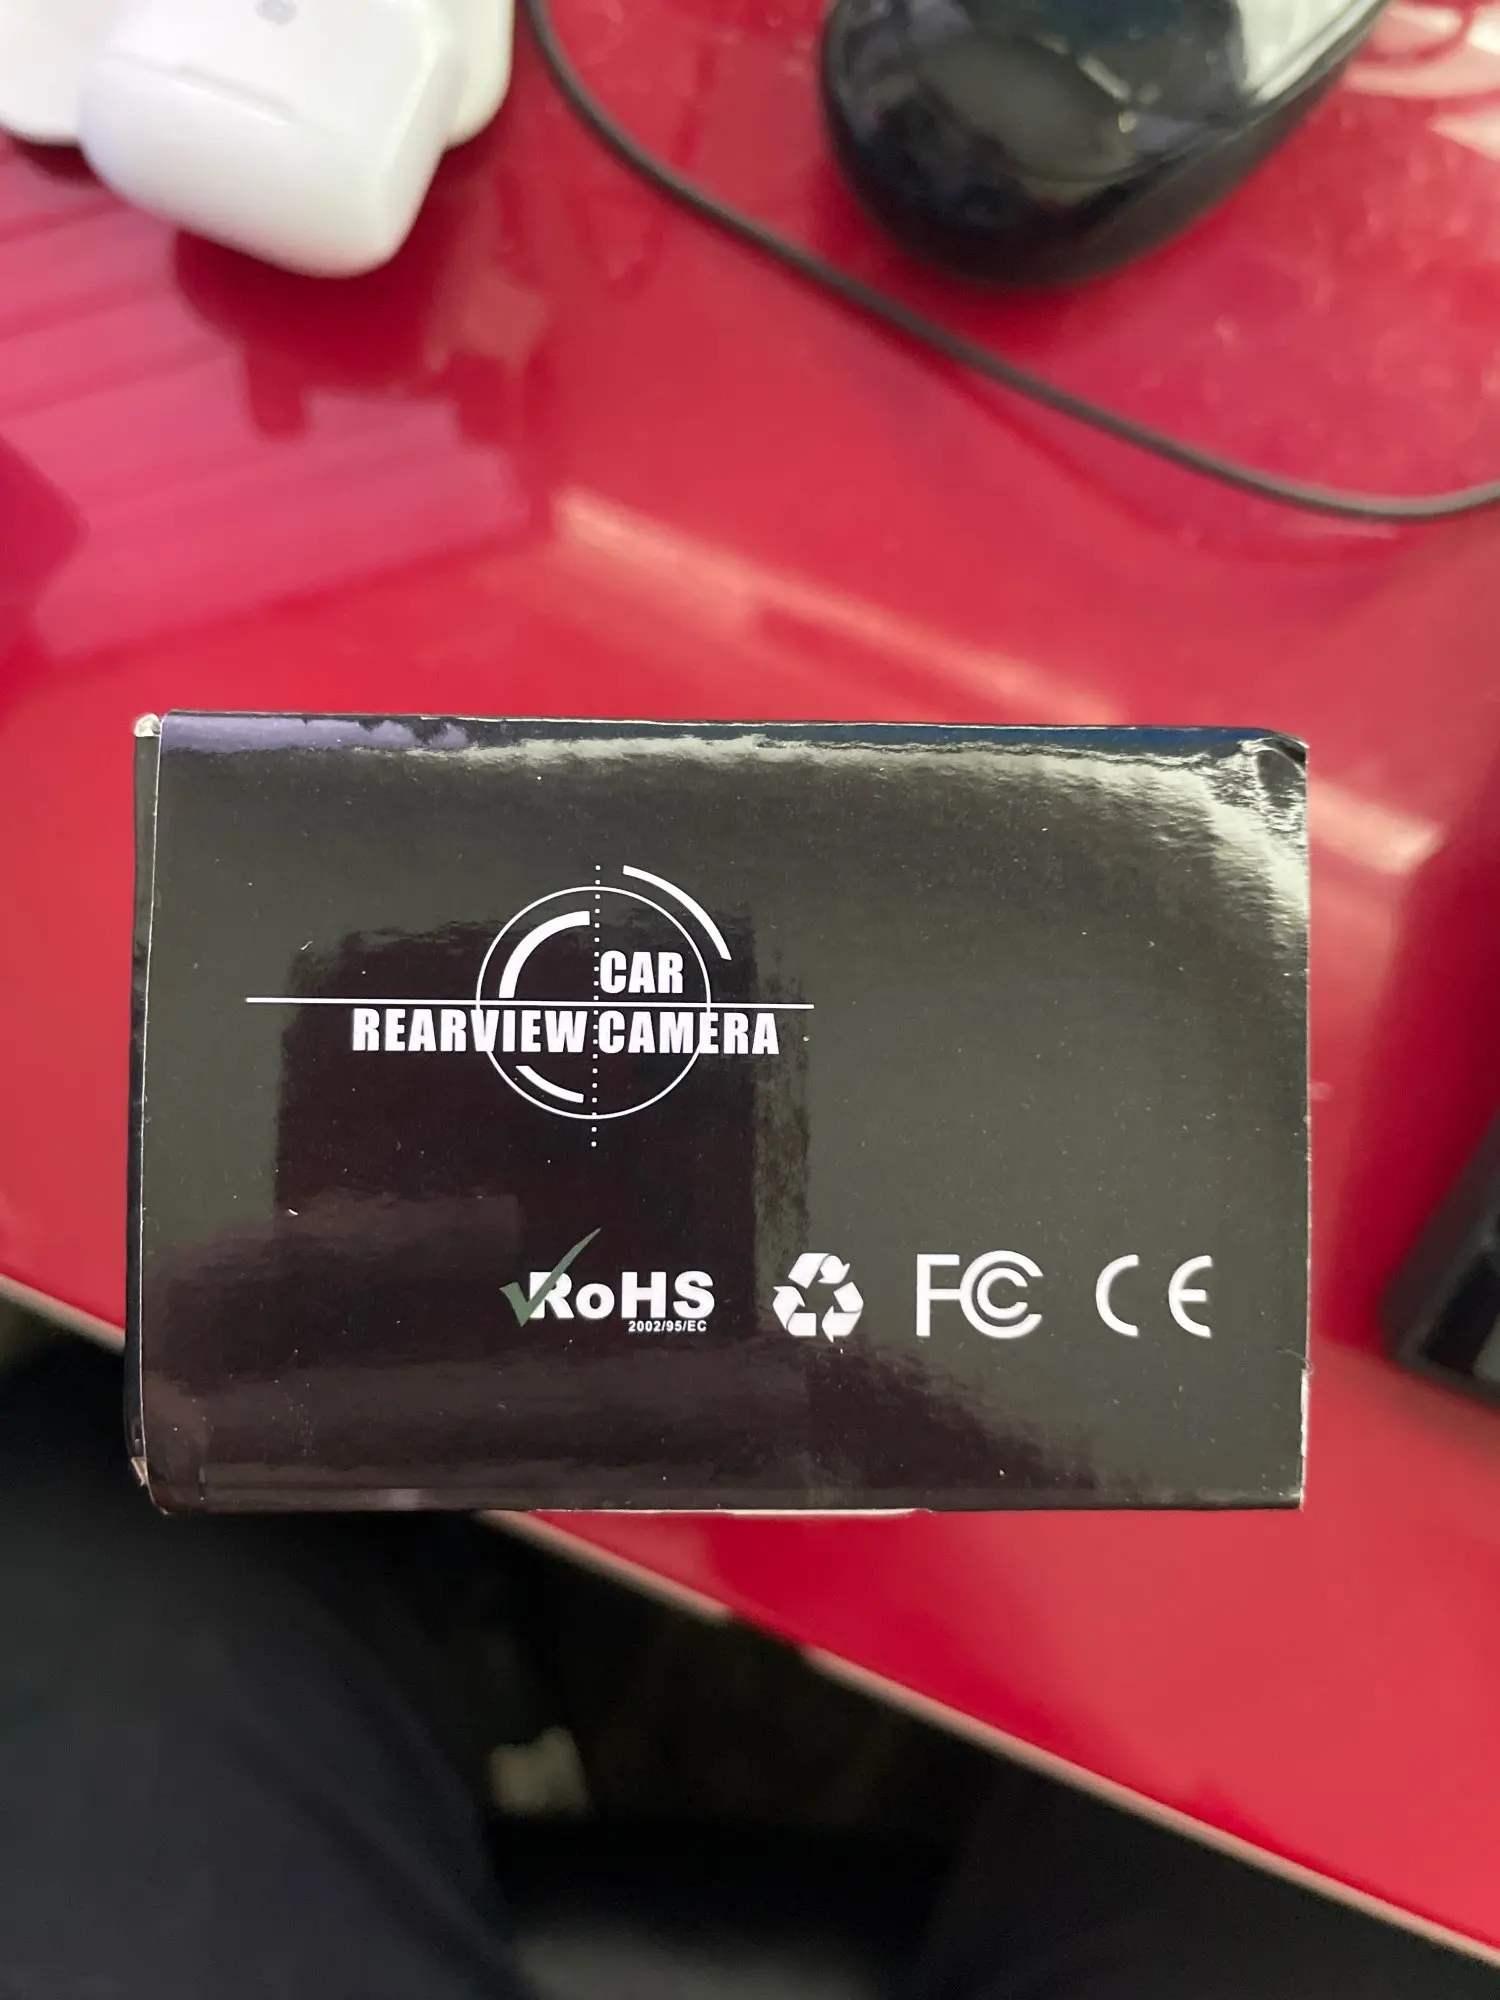 CAR
REARVIEW CAMERA
RoHS
2002/95/EC
FC
CE